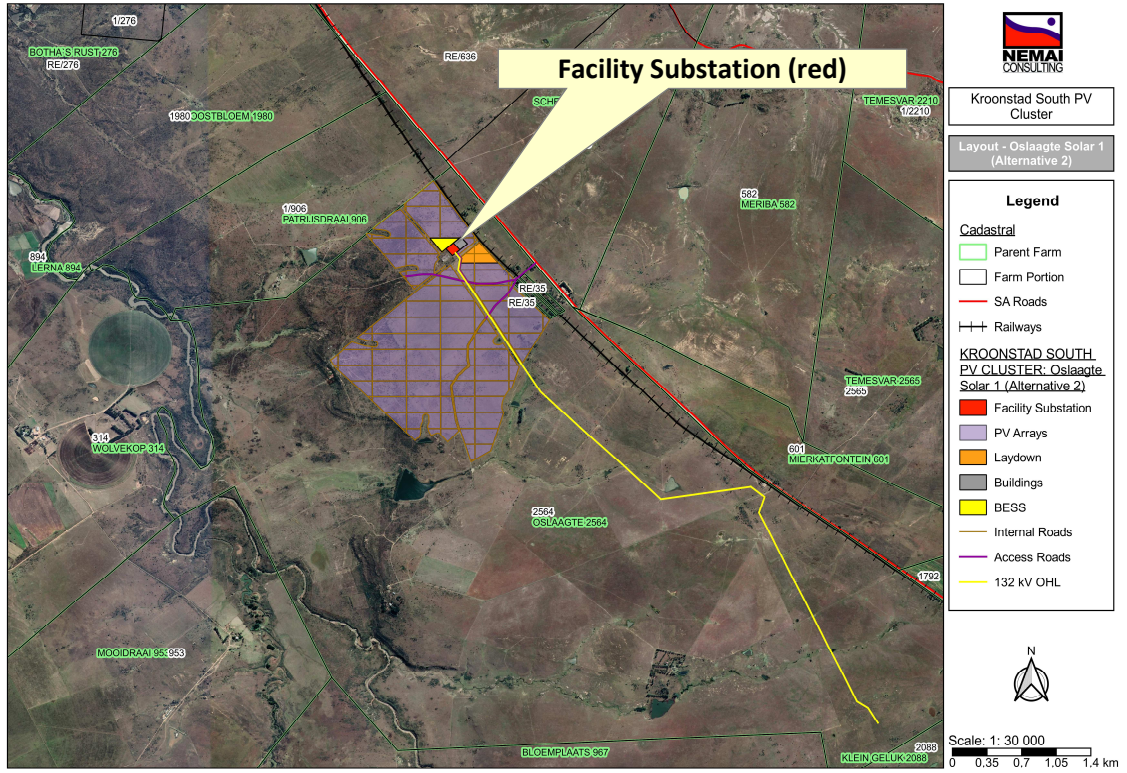 1/276
BOTHA'S RUST 276
RE/276
RE/636
Facility Substation (red)
SCHE
TEMESVAR 2210
1/2210
1980
OOSTBLOEM 1980
582
MERIBA 582
1/906
PATRIJSDRAAI 906
894
LERNA 894
RE/35
RE/35
TEMESVAR 2565
2565
314
WOLVEKOP 314
601
MIERKATFONTEIN 601
2564
OSLAAGTE 2564
1792
MOOIDRAAI 953
953
BLOEMPLAATS 967
2088
KLEIN GELUK 2088
NEMAI
CONSULTING
Kroonstad South PV
Cluster
Layout - Oslaagte Solar 1
(Alternative 2)
Legend
Cadastral
Parent Farm
Farm Portion
SA Roads
Railways
KROONSTAD SOUTH
PV CLUSTER: Oslaagte
Solar 1 (Alternative 2)
Facility Substation
PV Arrays
Laydown
Buildings
BESS
Internal Roads
Access Roads
132 kV OHL
N
Scale: 1: 30 000
0 0.35 0.7 1,05 1.4 km